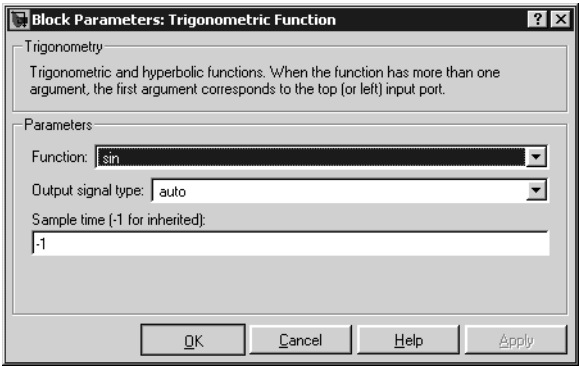 Block Parameters: Trigonometric Function
Trigonometry
Trigonometric and hyperbolic functions. When the function has more than one
argument, the first argument corresponds to the top (or left) input port.
Parameters
Function: sin
Output signal type: auto
Sample time (-1 for inherited):
-1
OK Cancel Help Apply